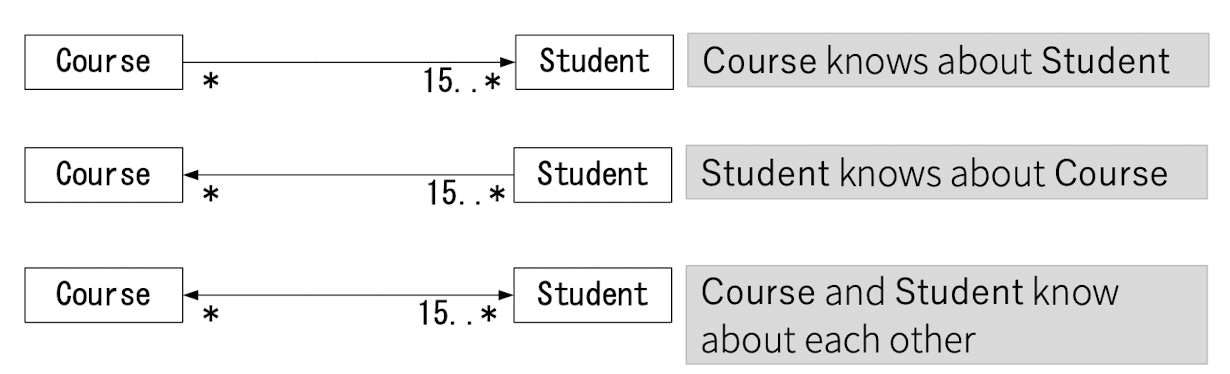 Course * 15..* Student Course knows about Student
Course * 15..* Student Student knows about Course
Course * 15..* Student Course and Student know
about each other